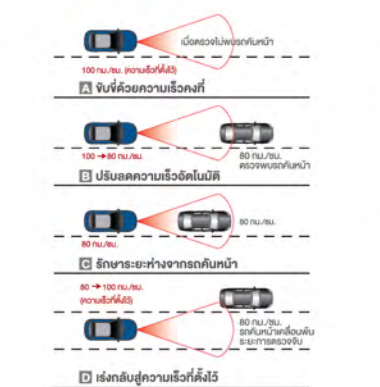 เมื่อตรวจไม่พบรถคันหน้า
100 กม./ชม. (ความเร็วที่ตั้งไว้)
A ขับขี่ด้วยความเร็วคงที่
100 → 80 กม./ชม.
80 กม./ชม.
ตรวจพบรถคันหน้า
B ปรับลดความเร็วอัตโนมัติ
80 กม./ชม.
80 กม./ชม.
C รักษาระยะห่างจากรถคันหน้า
80 → 100 กม./ชม.
(ความเร็วที่ตั้งไว้)
80 กม./ชม.
รถคันหน้าเคลื่อนพ้น
ระยะการตรวจจับ
D เร่งกลับสู่ความเร็วที่ตั้งไว้